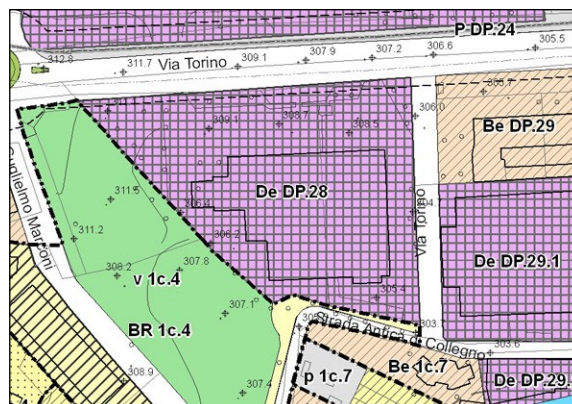 P DP.24
305.5
312.8
311.7
Via Torino
309.1
307.9
307.2
306.6
305.7
306.0
309.1
308.7
308.5
Be DP.29
De DP.28
Guglielmo Marconi
311.5
306.4
Via Torino
311.2
306.2
308.2
v 1c.4
307.8
De DP.29.1
307.1
305.4
BR 1c.4
Strada Antica di Collegno
303.6
Be 1c.7
p 1c.7
308.9
307.4
De DP.29.